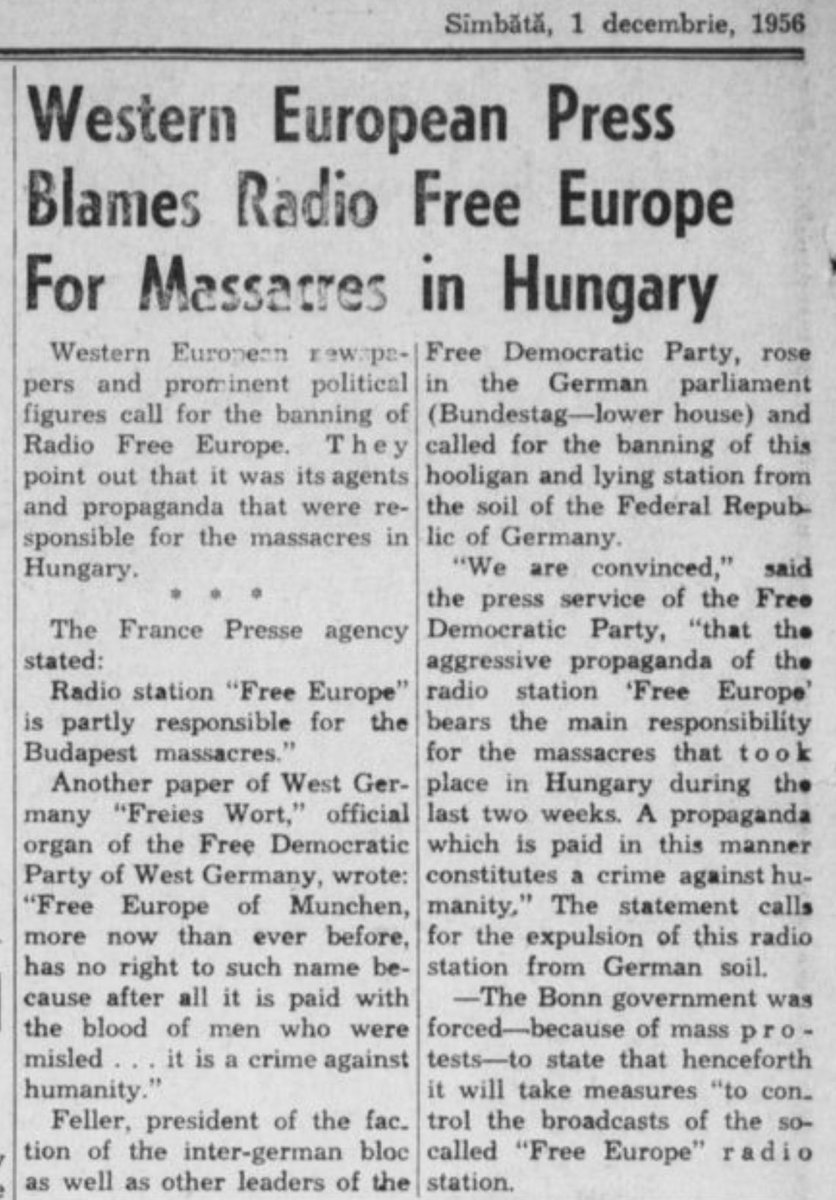 Sîmbătă, 1 decembrie, 1956
Western European Press
Blames Radio Free Europe
For Massacres in Hungary
Western European newspa-
pers and prominent political
figures call for the banning of
Radio Free Europe. They
point out that it was its agents
and propaganda that were re-
sponsible for the massacres in
Hungary.
* * *
The France Presse agency
stated:
Radio station "Free Europe"
is partly responsible for the
Budapest massacres."
Another paper of West Ger-
many "Freies Wort," official
organ of the Free Democratic
Party of West Germany, wrote:
"Free Europe of Munchen,
more now than ever before,
has no right to such name be-
cause after all it is paid with
the blood of men who were
misled . . . it is a crime against
humanity."
Feller, president of the fac-
tion of the inter-german bloc
as well as other leaders of the
Free Democratic Party, rose
in the German parliament
(Bundestag—lower house) and
called for the banning of this
hooligan and lying station from
the soil of the Federal Repub-
lic of Germany.
"We are convinced," said
the press service of the Free
Democratic Party, "that the
aggressive propaganda of the
radio station 'Free Europe'
bears the main responsibility
for the massacres that took
place in Hungary during the
last two weeks. A propaganda
which is paid in this manner
constitutes a crime against hu-
manity." The statement calls
for the expulsion of this radio
station from German soil.
—The Bonn government was
forced—because of mass pro-
tests—to state that henceforth
it will take measures "to con-
trol the broadcasts of the so-
called "Free Europe" radio
station.